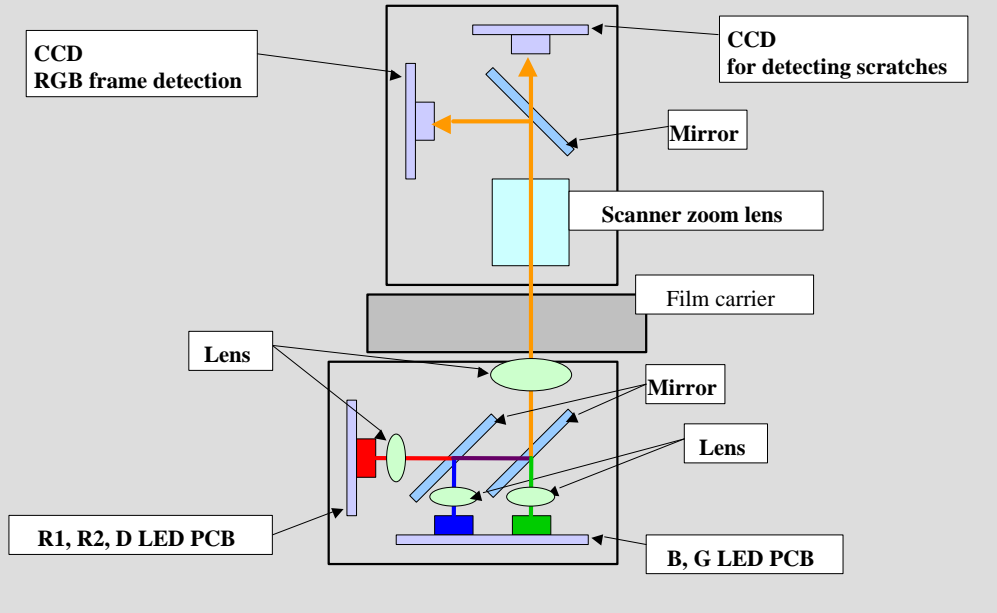 CCD
RGB frame detection
CCD
for detecting scratches
Mirror
Scanner zoom lens
Film carrier
Lens
Mirror
Lens
R1, R2, D LED PCB
B, G LED PCB